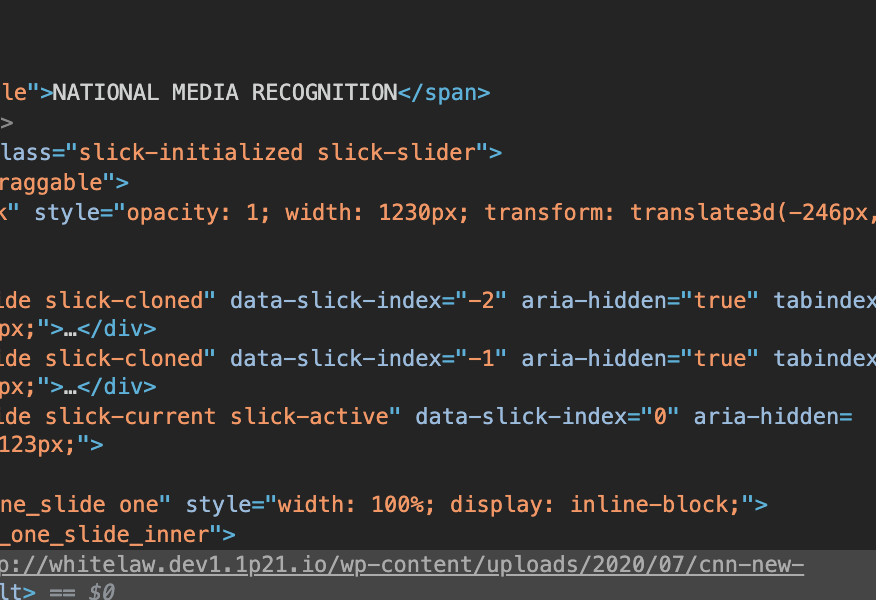 le">NATIONAL MEDIA RECOGNITION</span>
>
lass="slick-initialized slick-slider">
raggable">
k" style="opacity: 1; width: 1230px; transform: translate3d(-246px,
ide slick-cloned" data-slick-index="-2" aria-hidden="true" tabindex
px;">…</div>
ide slick-cloned" data-slick-index="-1" aria-hidden="true" tabindex
px;">…</div>
ide slick-current slick-active" data-slick-index="0" aria-hidden=
123px;">
ne_slide one" style="width: 100%; display: inline-block;">
_one_slide_inner">
p://whitelaw.dev1.1p21.io/wp-content/uploads/2020/07/cnn-new-
lt> == $0